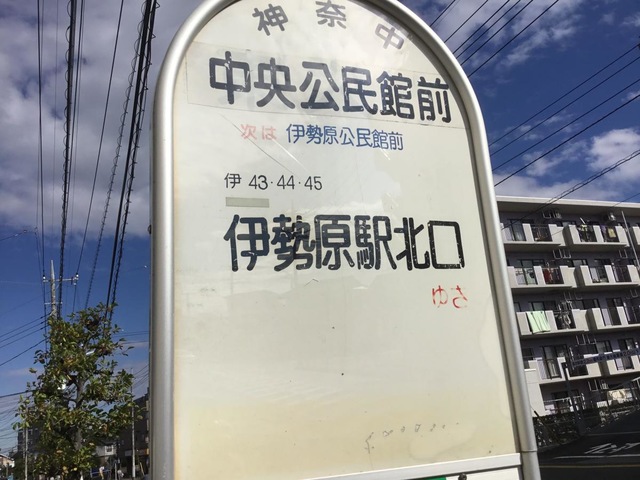 神奈中
中央公民館前
次は 伊勢原公民館前
伊 43・44・45
伊勢原駅北口
ゆき